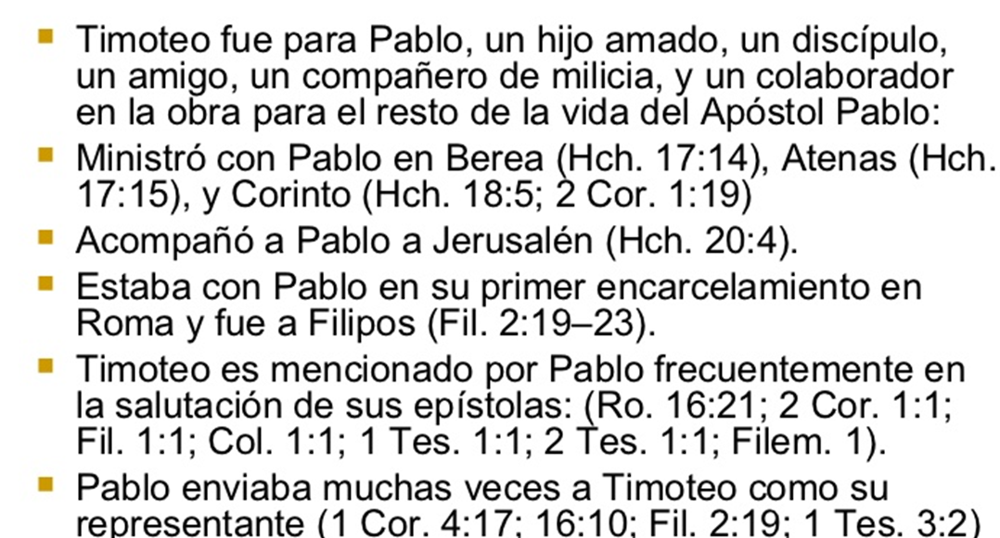 Timoteo fue para Pablo, un hijo amado, un discípulo,
un amigo, un compañero de milicia, y un colaborador
en la obra para el resto de la vida del Apóstol Pablo:
Ministró con Pablo en Berea (Hch. 17:14), Atenas (Hch.
17:15), y Corinto (Hch. 18:5; 2 Cor. 1:19)
Acompañó a Pablo a Jerusalén (Hch. 20:4).
Estaba con Pablo en su primer encarcelamiento en
Roma y fue a Filipos (Fil. 2:19–23).
Timoteo es mencionado por Pablo frecuentemente en
la salutación de sus epístolas: (Ro. 16:21; 2 Cor. 1:1;
Fil. 1:1; Col. 1:1; 1 Tes. 1:1; 2 Tes. 1:1; Filem. 1).
Pablo enviaba muchas veces a Timoteo como su
representante (1 Cor. 4:17; 16:10; Fil. 2:19; 1 Tes. 3:2)